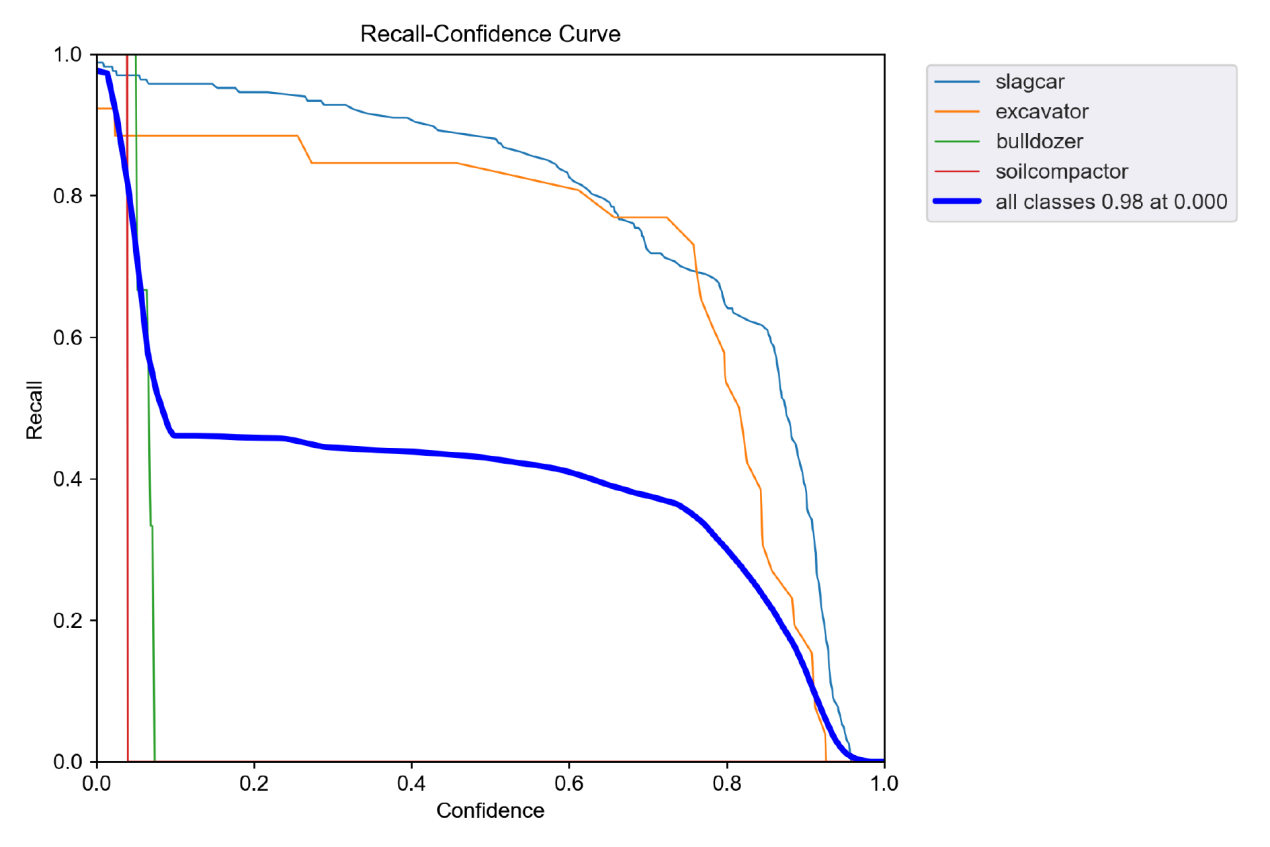 Recall-Confidence Curve
1.0
0.8
0.6
0.4
0.2
0.0
Recall
0.0 0.2 0.4 0.6 0.8 1.0
Confidence
slagcar
excavator
bulldozer
soilcompactor
all classes 0.98 at 0.000